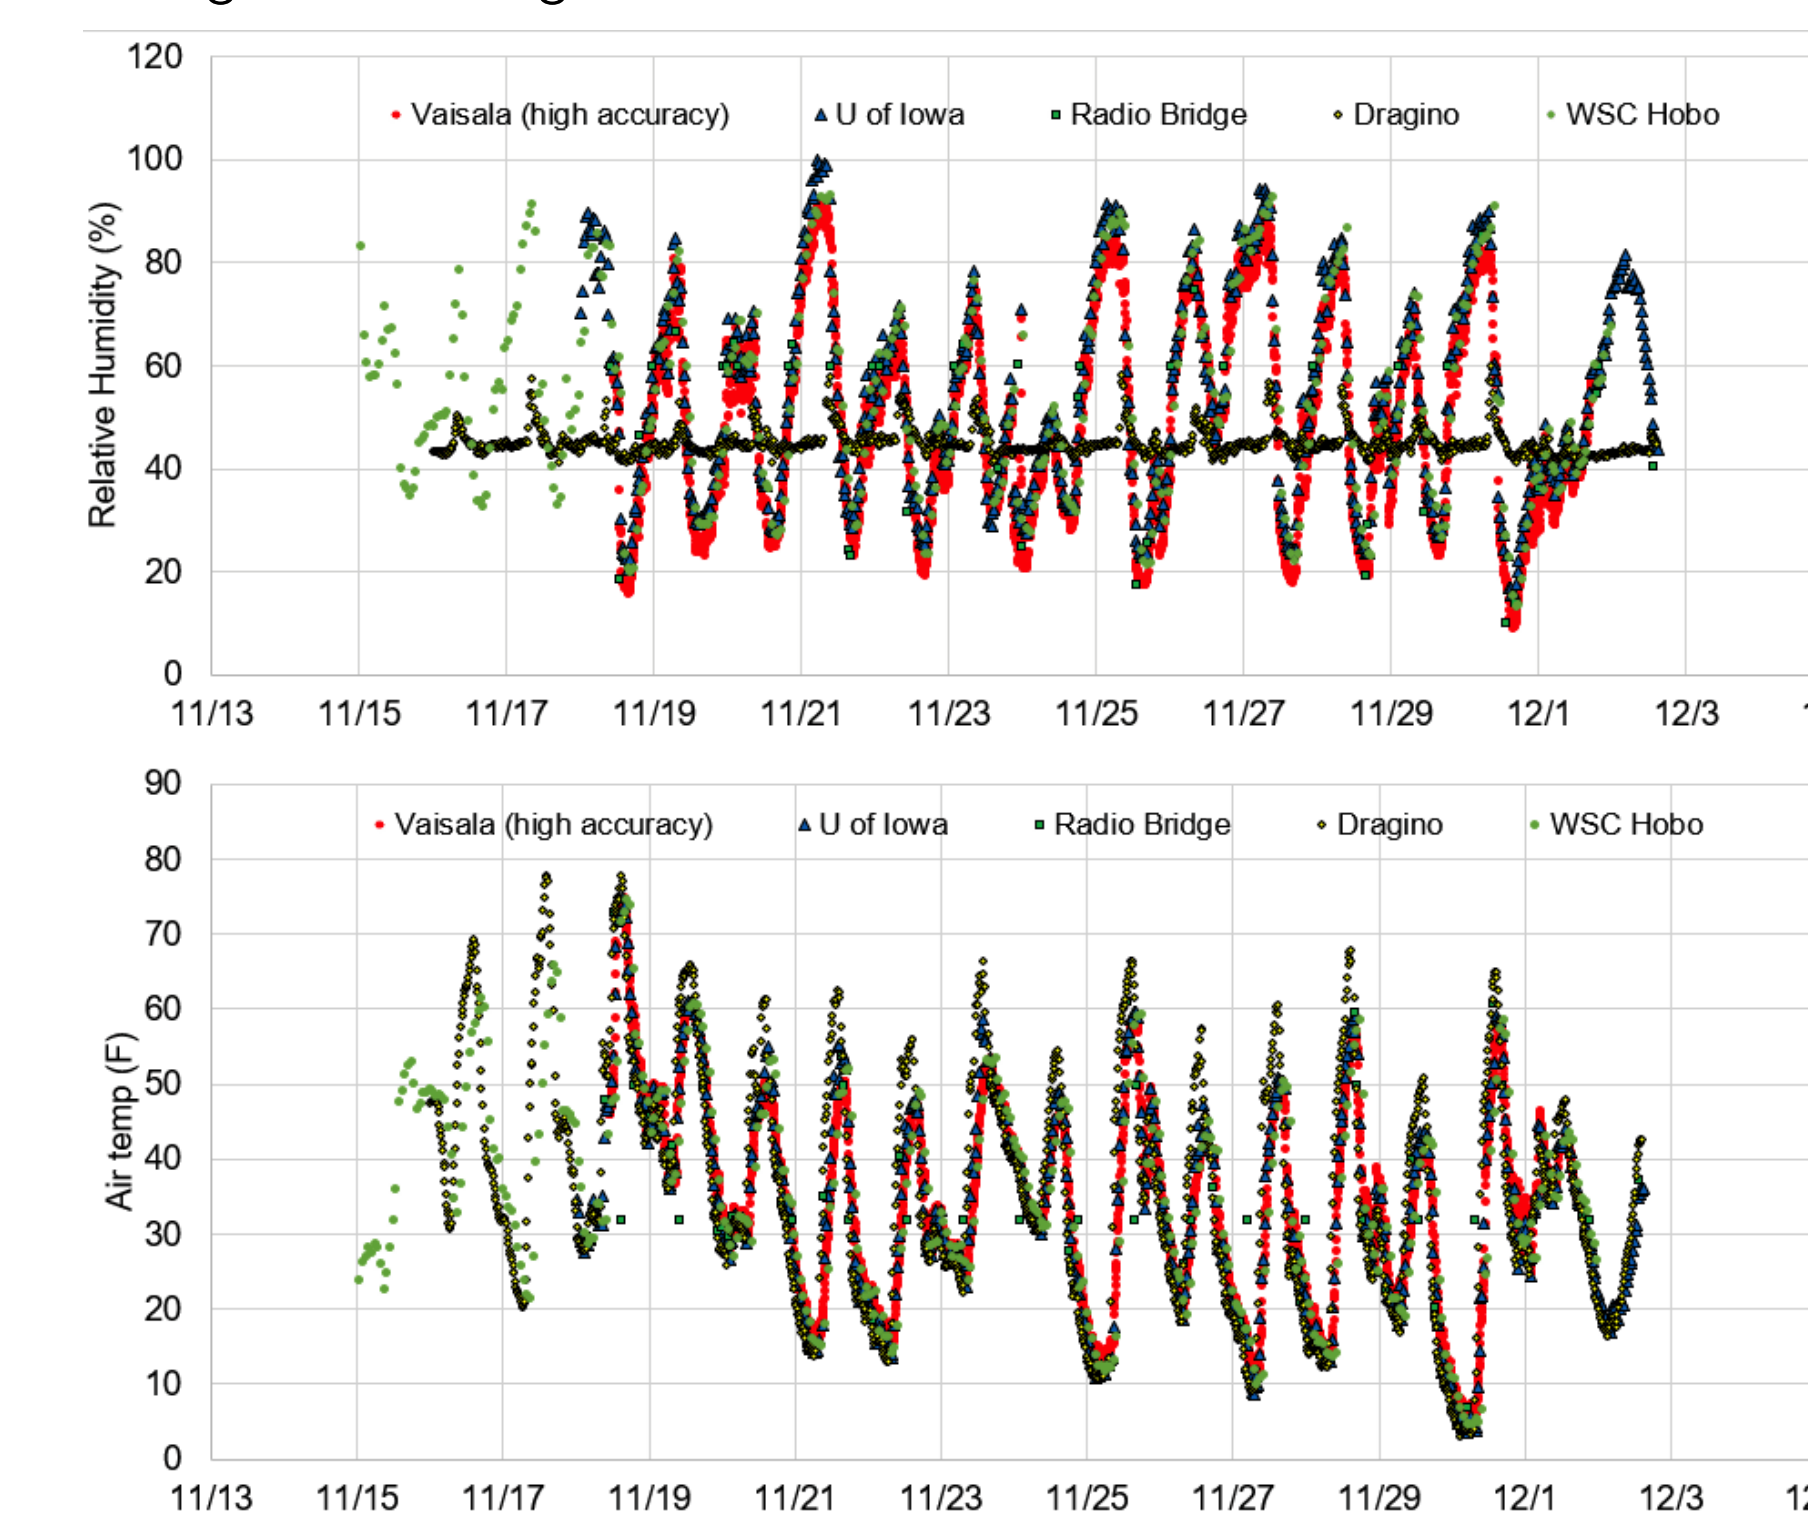 120
Vaisala (high accuracy) U of Iowa Radio Bridge Dragino WSC Hobo
100
80
60
40
20
0
Relative Humidity (%)
11/13 11/15 11/17 11/19 11/21 11/23 11/25 11/27 11/29 12/1 12/3
90
Vaisala (high accuracy) U of Iowa Radio Bridge Dragino WSC Hobo
80
70
60
50
40
30
20
10
0
Air temp (F)
11/13 11/15 11/17 11/19 11/21 11/23 11/25 11/27 11/29 12/1 12/3